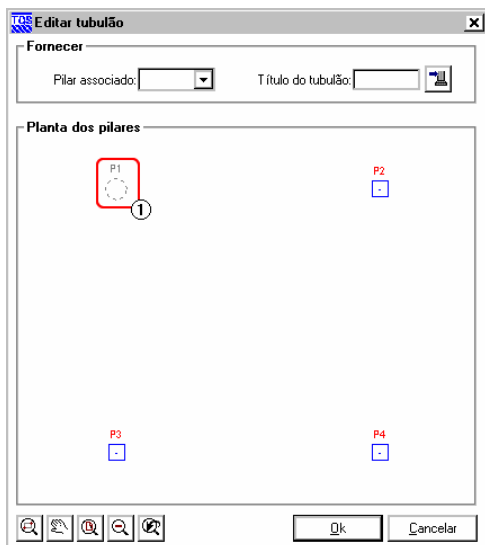 TQS Editar tubulão
Fornecer
Pilar associado: Título do tubulão:
Planta dos pilares
P1
P2
1
P3
P4
Ok Cancelar